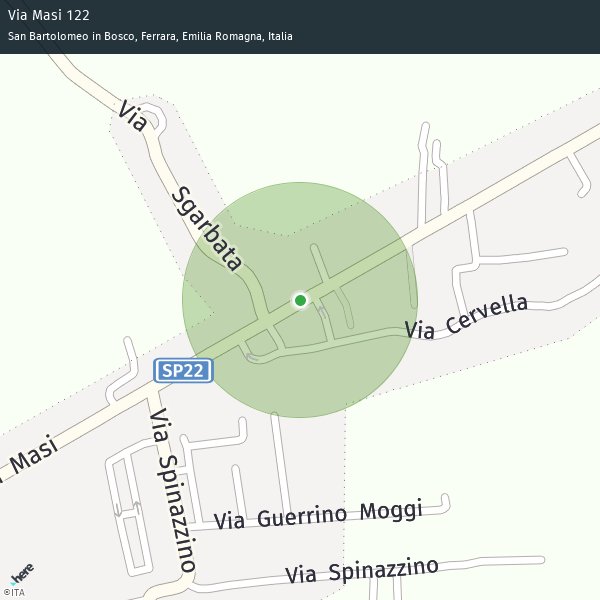 Via Masi 122
San Bartolomeo in Bosco, Ferrara, Emilia Romagna, Italia
Via Sgarbata
Via Cervella
SP22
Masi
Via Spinazzino
Via Guerrino Moggi
Via Spinazzino
here
©ITA